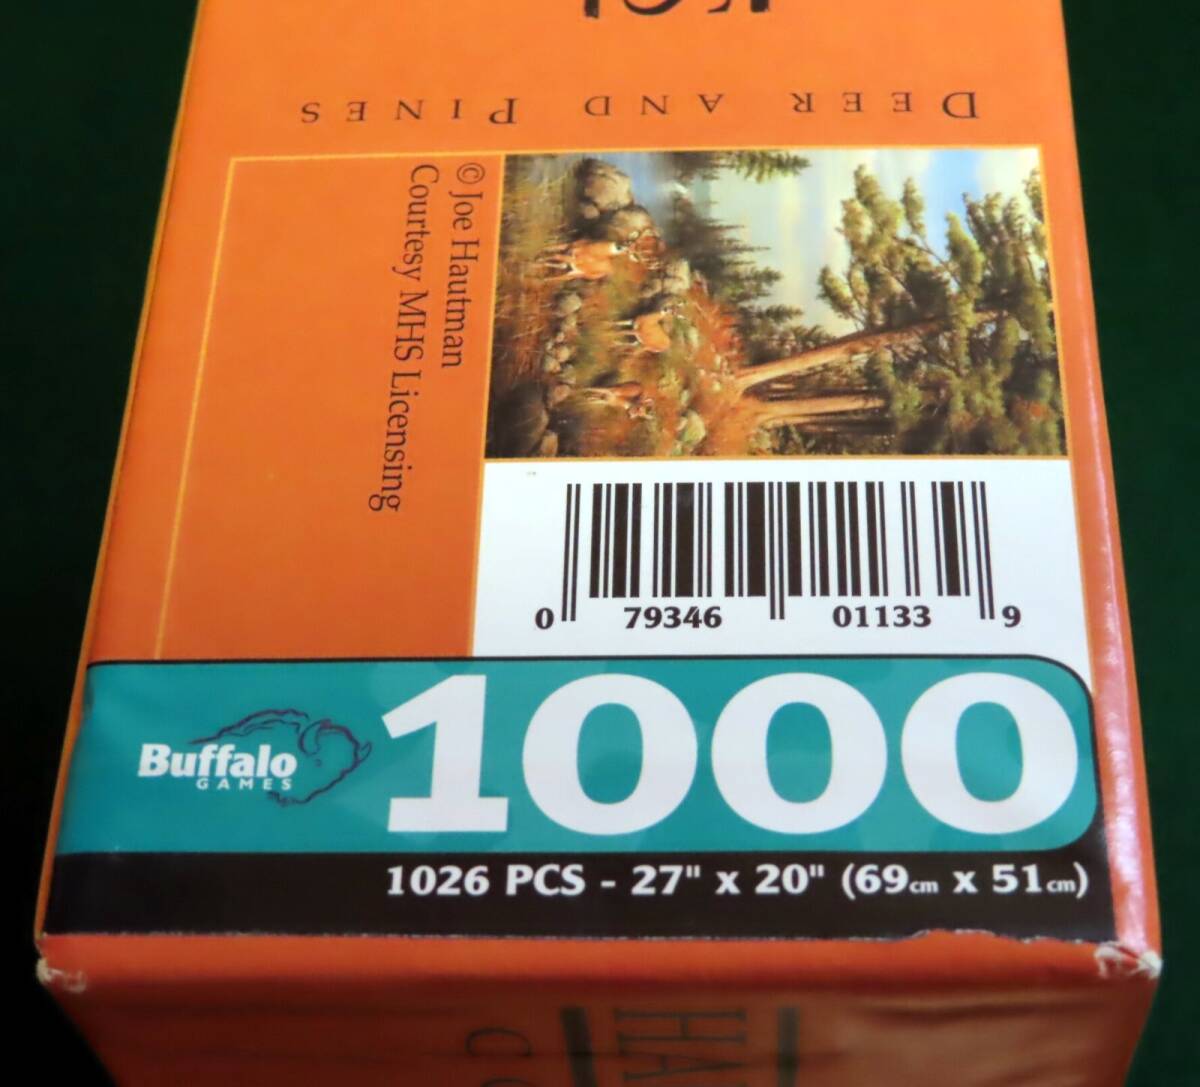 DEER AND PINES
© Joe Hautman
Courtesy MHS Licensing
0 79346 01133 9
Buffalo
GAMES
1000
1026 PCS - 27" x 20" (69cm x 51cm)